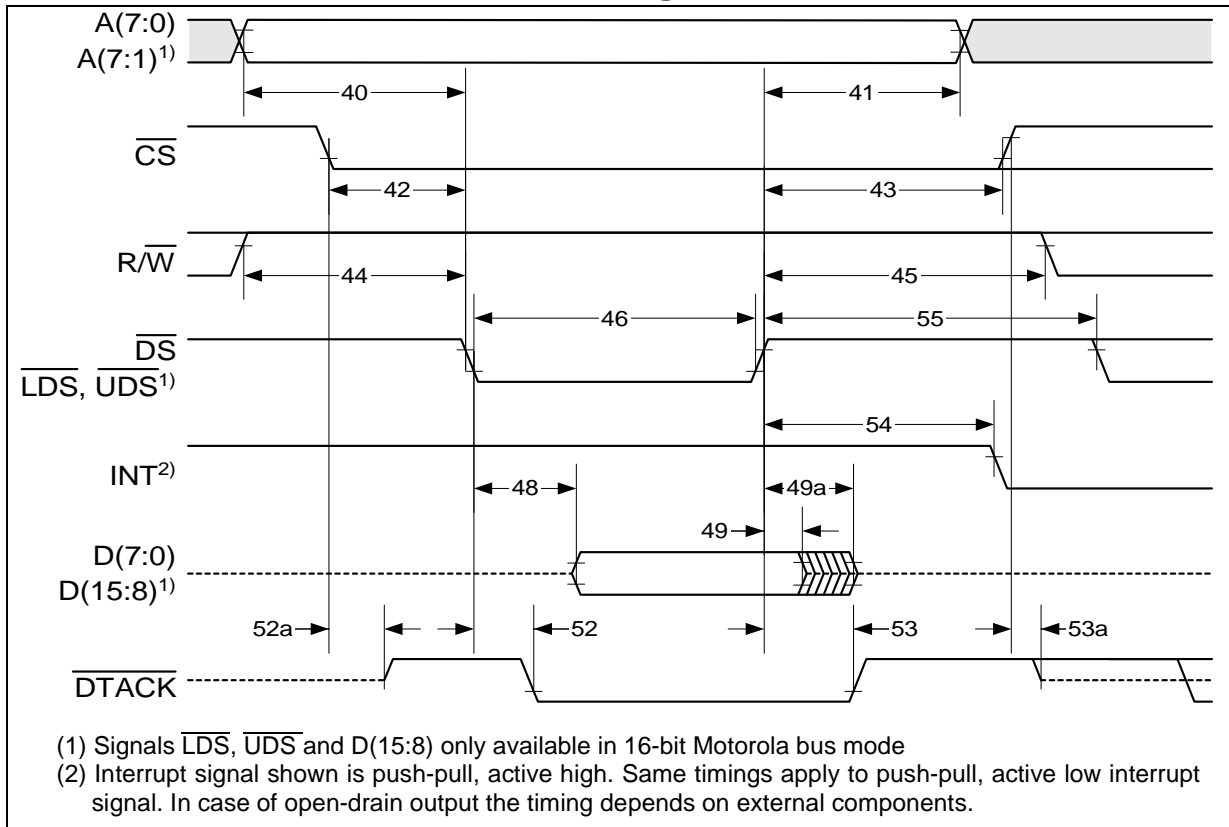 A(7:0)
A(7:1)1)
40
41
CS
42
43
R/W
44
45
46
55
DS
LDS, UDS1)
54
INT2)
48
49a
49
D(7:0)
D(15:8)1)
52a
52
53
53a
DTACK
(1) Signals LDS, UDS and D(15:8) only available in 16-bit Motorola bus mode
(2) Interrupt signal shown is push-pull, active high. Same timings apply to push-pull, active low interrupt
signal. In case of open-drain output the timing depends on external components.